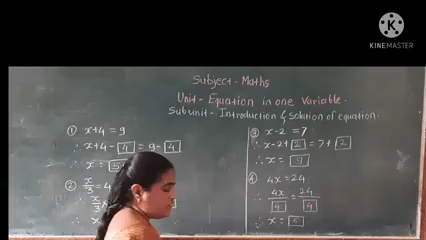 KINEMASTER
Subject - Maths
Unit - Equation in one Variable.
Subunit - Introduction & Solution of equation.
① x+4 = 9
∴ x+4-4 = 9-4
∴ x = 5
② x/3 = 4
∴ x/3 x
∴ x
③ x-2 = 7
∴ x-2+2 = 7+2
∴ x = 9
④ 4x = 24
∴ 4x/4 = 24/4
∴ x = 6